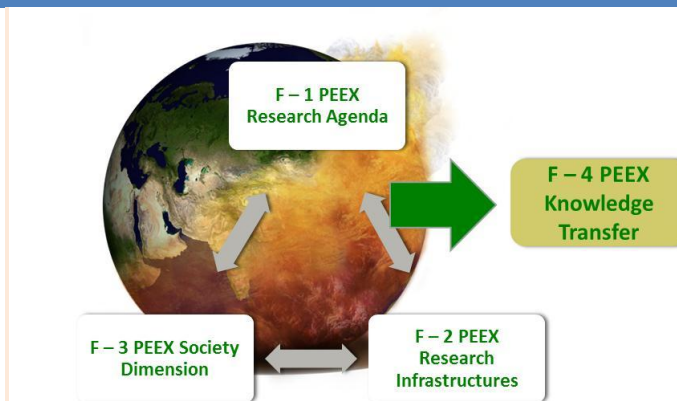 F – 1 PEEX
Research Agenda
F – 4 PEEX
Knowledge
Transfer
F – 3 PEEX Society
Dimension
F – 2 PEEX
Research
Infrastructures